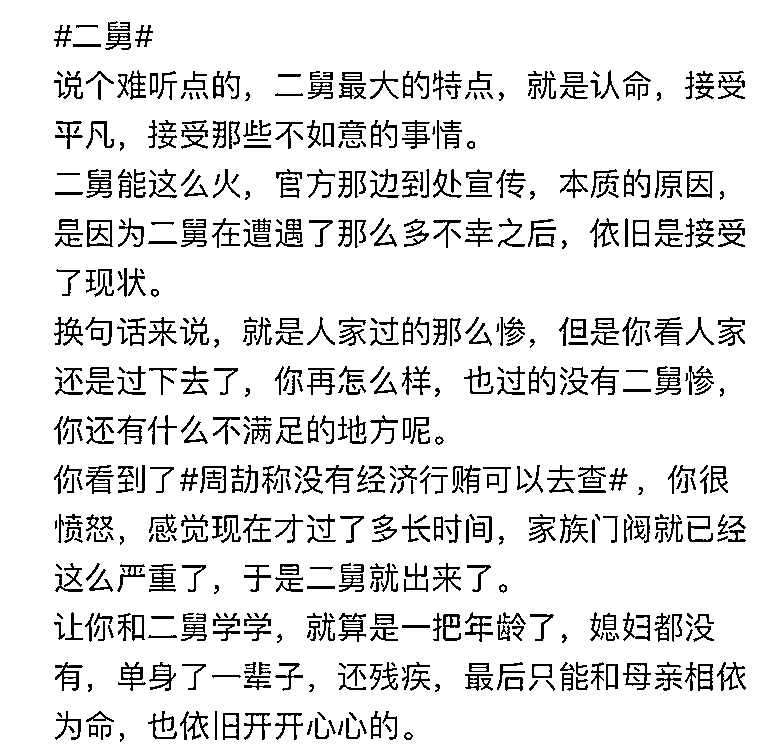 #二舅#
说个难听点的，二舅最大的特点，就是认命，接受
平凡，接受那些不如意的事情。
二舅能这么火，官方那边到处宣传，本质的原因，
是因为二舅在遭遇了那么多不幸之后，依旧是接受
了现状。
换句话来说，就是人家过的那么惨，但是你看人家
还是过下去了，你再怎么样，也过的没有二舅惨，
你还有什么不满足的地方呢。
你看到了#周劼称没有经济行贿可以去查# ，你很
愤怒，感觉现在才过了多长时间，家族门阀就已经
这么严重了，于是二舅就出来了。
让你和二舅学学，就算是一把年龄了，媳妇都没
有，单身了一辈子，还残疾，最后只能和母亲相依
为命，也依旧开开心心的。